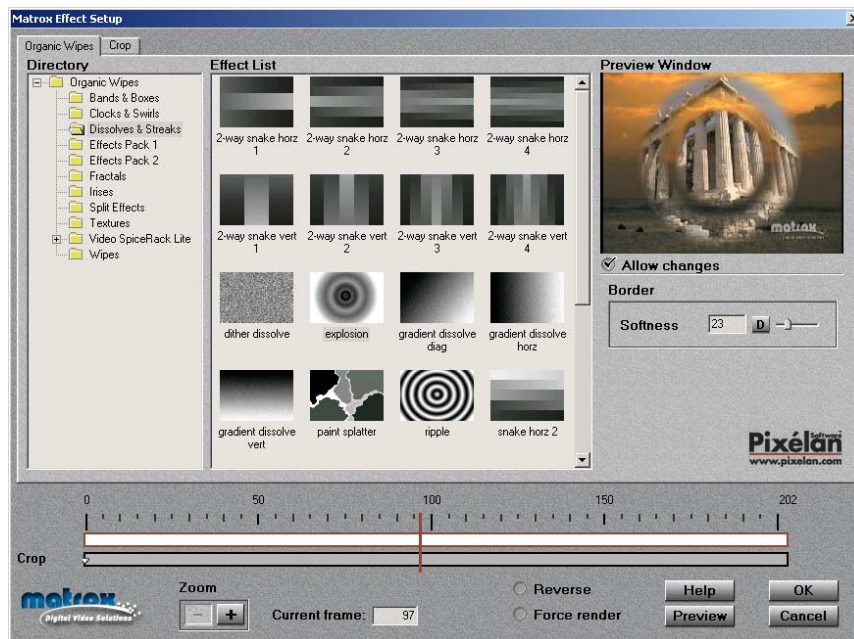 Matrox Effect Setup
Organic Wipes Crop
Directory
Organic Wipes
Bands & Boxes
Clocks & Swirls
Dissolves & Streaks
Effects Pack 1
Effects Pack 2
Fractals
Irises
Split Effects
Textures
Video SpiceRack Lite
Wipes
Effect List
2-way snake horz 1
2-way snake horz 2
2-way snake horz 3
2-way snake horz 4
2-way snake vert 1
2-way snake vert 2
2-way snake vert 3
2-way snake vert 4
dither dissolve
explosion
gradient dissolve diag
gradient dissolve horz
gradient dissolve vert
paint splatter
ripple
snake horz 2
Preview Window
matrox
Allow changes
Border
Softness 23 D
Pixélan Software
www.pixelan.com
0 50 100 150 202
Crop
matrox
Digital Video Solutions
Zoom
- +
Current frame: 97
Reverse
Force render
Help OK
Preview Cancel